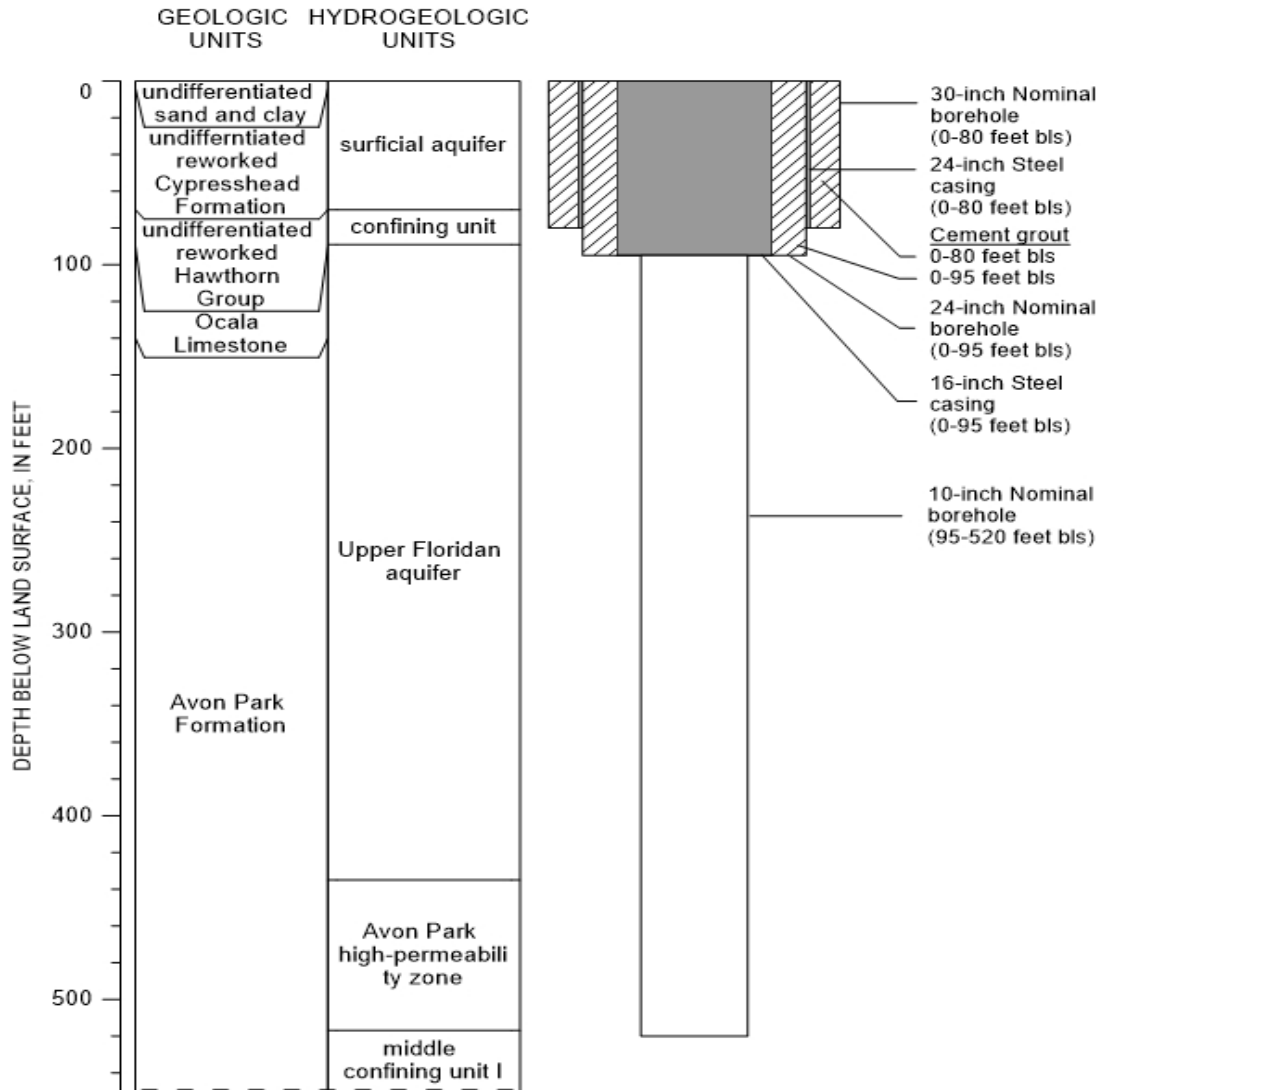 GEOLOGIC UNITS
HYDROGEOLOGIC UNITS
DEPTH BELOW LAND SURFACE, IN FEET
0
100
200
300
400
500
undifferentiated
sand and clay
undifferntiated
reworked
Cypresshead
Formation
undifferentiated
reworked
Hawthorn
Group
Ocala
Limestone
Avon Park
Formation
surficial aquifer
confining unit
Upper Floridan
aquifer
Avon Park
high-permeabili
ty zone
middle
confining unit I
30-inch Nominal
borehole
(0-80 feet bls)
24-inch Steel
casing
(0-80 feet bls)
Cement grout
0-80 feet bls
0-95 feet bls
24-inch Nominal
borehole
(0-95 feet bls)
16-inch Steel
casing
(0-95 feet bls)
10-inch Nominal
borehole
(95-520 feet bls)